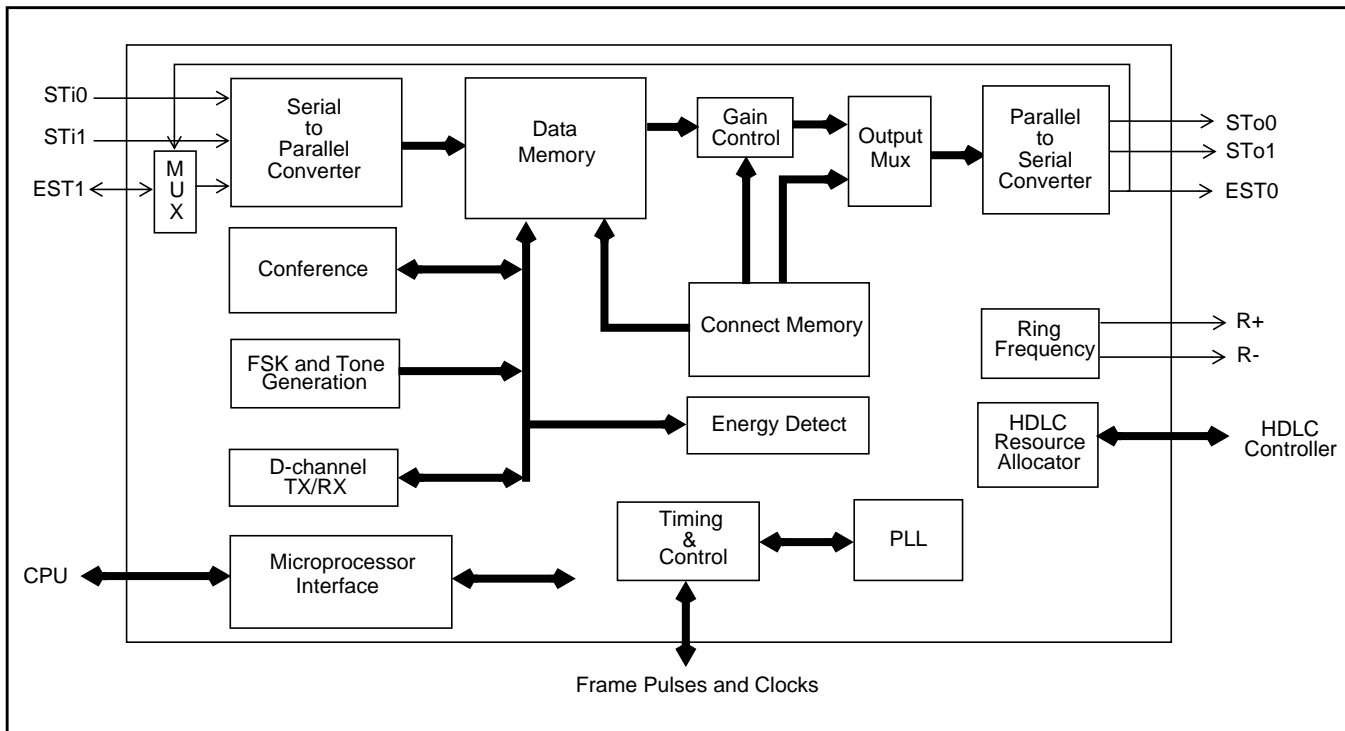 STi0
STi1
EST1
M
U
X
Serial
to
Parallel
Converter
Data
Memory
Gain
Control
Output
Mux
Parallel
to
Serial
Converter
STo0
STo1
EST0
Conference
Connect Memory
Ring
Frequency
R+
R-
FSK and Tone
Generation
Energy Detect
HDLC
Resource
Allocator
HDLC
Controller
D-channel
TX/RX
Timing
&
Control
PLL
CPU
Microprocessor
Interface
Frame Pulses and Clocks